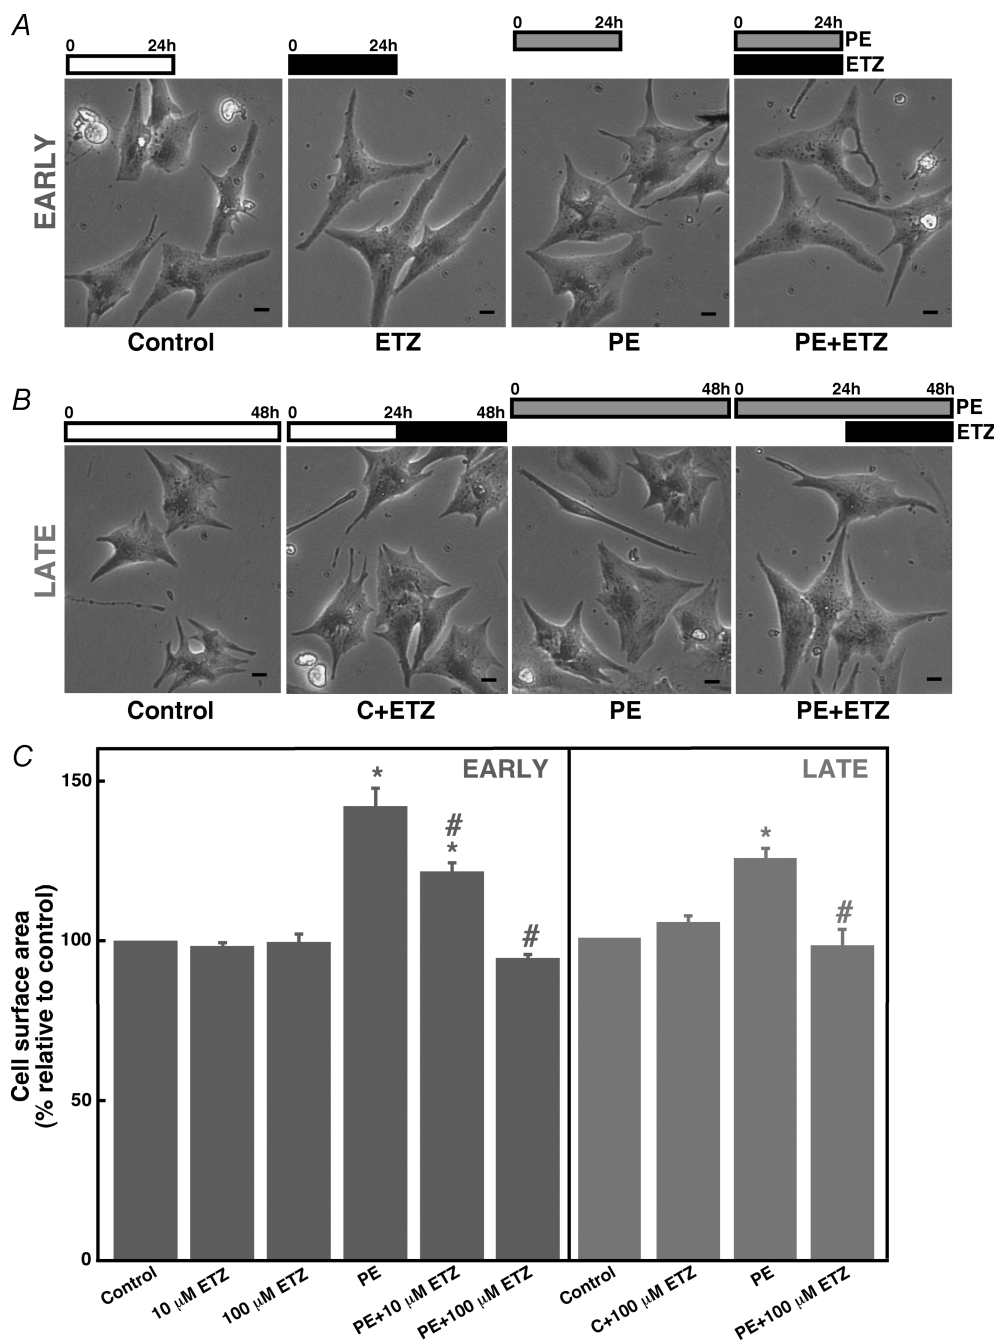 A
0 24h
0 24h
0 24h
0 24h
PE
ETZ
EARLY
Control
ETZ
PE
PE+ETZ
B
0 48h
0 24h 48h
0 48h
0 24h 48h
PE
ETZ
LATE
Control
C+ETZ
PE
PE+ETZ
C
EARLY
LATE
Cell surface area
(% relative to control)
150
100
50
0
*
#
*
#
*
#
Control
10 µM ETZ
100 µM ETZ
PE
PE+10 µM ETZ
PE+100 µM ETZ
Control
C+100 µM ETZ
PE
PE+100 µM ETZ